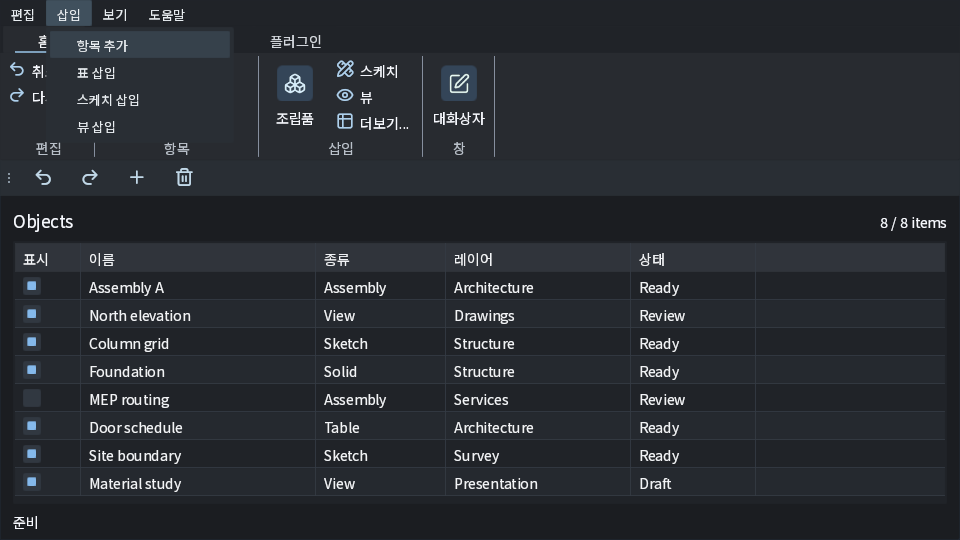 편집 삽입 보기 도움말
항목 추가
표 삽입
스케치 삽입
뷰 삽입
플러그인
조립품
스케치
뷰
더보기...
대화상자
편집 항목 삽입 창
Objects 8 / 8 items
표시 이름 종류 레이어 상태
Assembly A Assembly Architecture Ready
North elevation View Drawings Review
Column grid Sketch Structure Ready
Foundation Solid Structure Ready
MEP routing Assembly Services Review
Door schedule Table Architecture Ready
Site boundary Sketch Survey Ready
Material study View Presentation Draft
준비